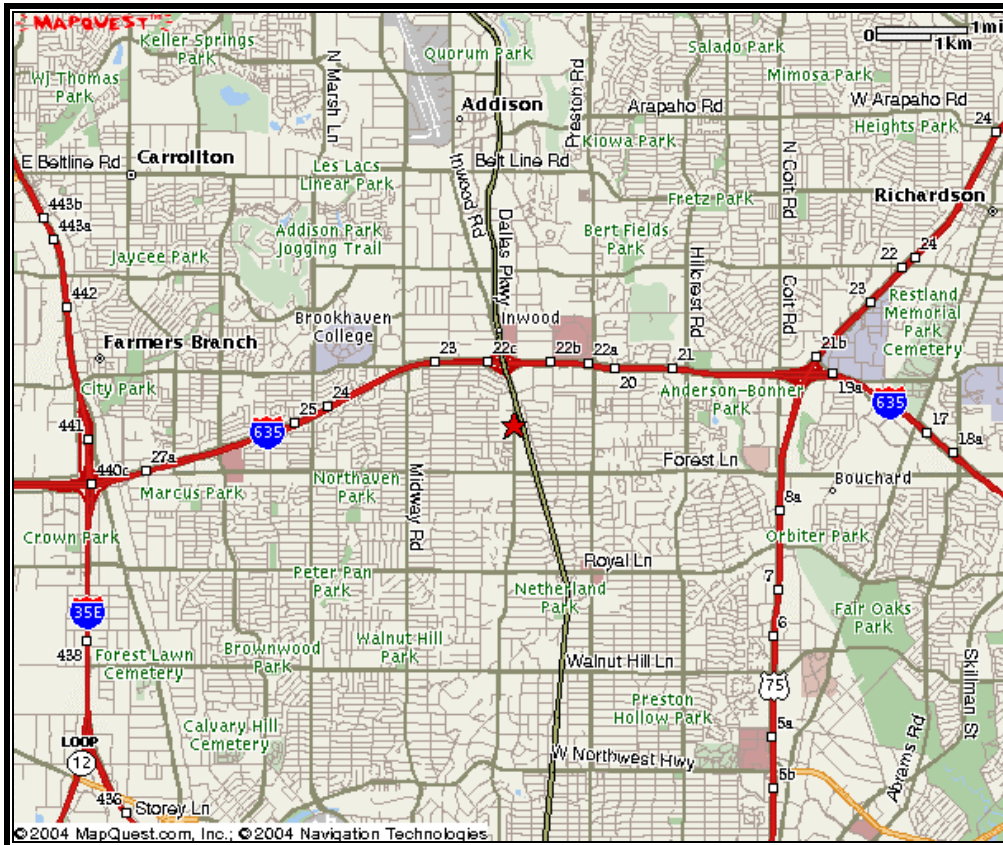 MAPQUEST
Keller Springs
Park
N Marsh Ln
Quorum Park
Preston Rd
Salado Park
0
1mi
1Km
Wj Thomas
Park
Mimosa Park
Addison
Arapaho Rd
W Arapaho Rd
Heights Park
24
Kiowa Park
E Beltline Rd
Carrollton
Belt Line Rd
Les Lacs
Linear Park
Inwood Rd
N Coit Rd
Fretz Park
Richardson
443b
443a
Addison Park
Jogging Trail
Dallas Pkwy
Bert Fields
Park
Jaycee Park
Hillcrest Rd
Coit Rd
22
24
442
23
Restland
Memorial
Park
Cemetery
Brookhaven
College
Inwood
Farmers Branch
23
22c
22b
22a
21
21b
20
19a
City Park
Anderson-Bonner
Park
24
25
635
635
17
18a
441
440c
27a
Forest Ln
Bouchard
Marcus Park
Northaven
Park
Midway Rd
8a
Crown Park
Orbiter Park
Royal Ln
Peter Pan
Park
Netherland
Park
7
35E
Fair Oaks
Park
6
438
Forest Lawn
Cemetery
Brownwood
Park
Walnut Hill
Park
Walnut Hill Ln
75
Skillman St
Preston
Hollow Park
Calvary Hill
Cemetery
5a
Abrams Rd
LOOP
12
W Northwest Hwy
5b
436
Storey Ln
©2004 MapQuest.com, Inc.; ©2004 Navigation Technologies